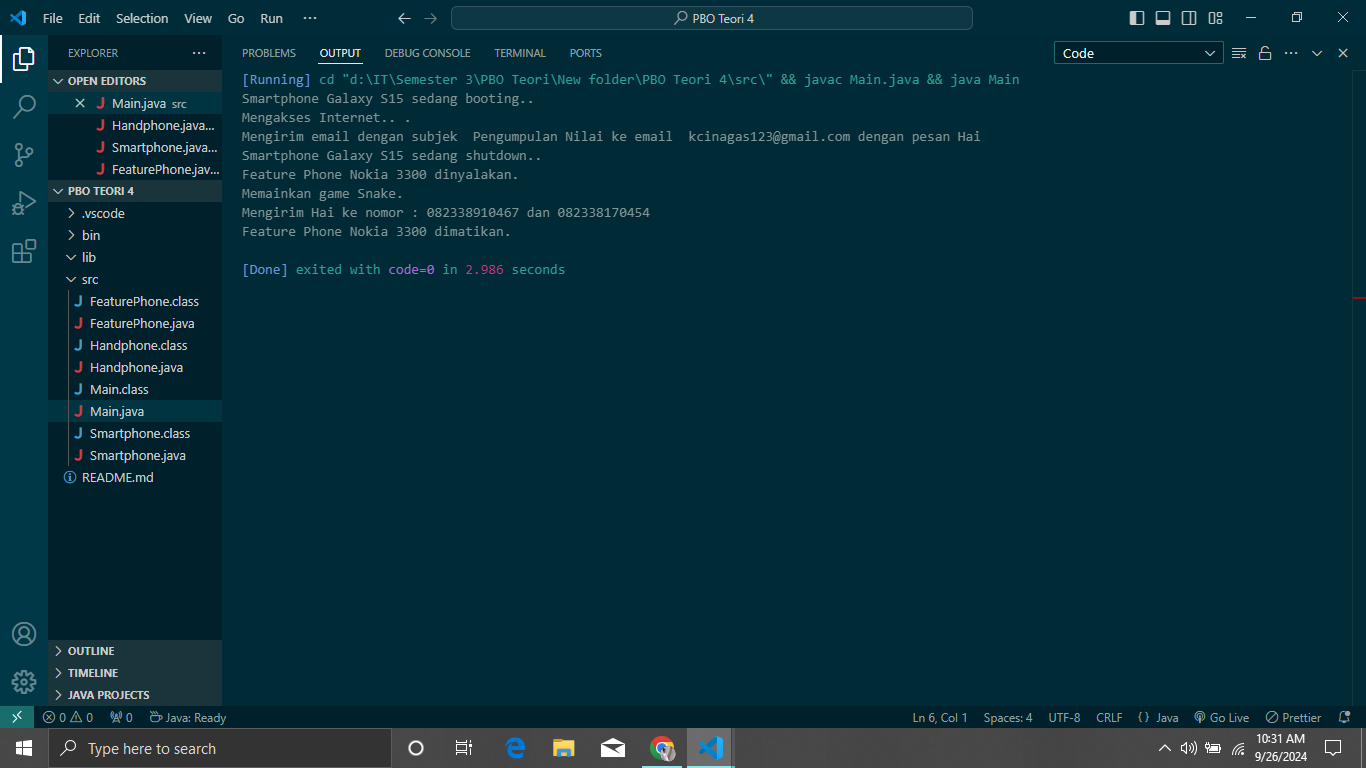 File Edit Selection View Go Run ··· PBO Teori 4
EXPLORER ···
OPEN EDITORS
Main.java src
Handphone.java...
Smartphone.java...
FeaturePhone.jav...
PBO TEORI 4
.vscode
bin
lib
src
FeaturePhone.class
FeaturePhone.java
Handphone.class
Handphone.java
Main.class
Main.java
Smartphone.class
Smartphone.java
README.md
OUTLINE
TIMELINE
JAVA PROJECTS
PROBLEMS OUTPUT DEBUG CONSOLE TERMINAL PORTS Code
[Running] cd "d:\IT\Semester 3\PBO Teori\New folder\PBO Teori 4\src\" && javac Main.java && java Main
Smartphone Galaxy S15 sedang booting..
Mengakses Internet.. .
Mengirim email dengan subjek  Pengumpulan Nilai ke email  kcinagas123@gmail.com dengan pesan Hai
Smartphone Galaxy S15 sedang shutdown..
Feature Phone Nokia 3300 dinyalakan.
Memainkan game Snake.
Mengirim Hai ke nomor : 082338910467 dan 082338170454
Feature Phone Nokia 3300 dimatikan.
[Done] exited with code=0 in 2.986 seconds
0 0 0 Java: Ready Ln 6, Col 1 Spaces: 4 UTF-8 CRLF {} Java Go Live Prettier
Type here to search
10:31 AM
9/26/2024